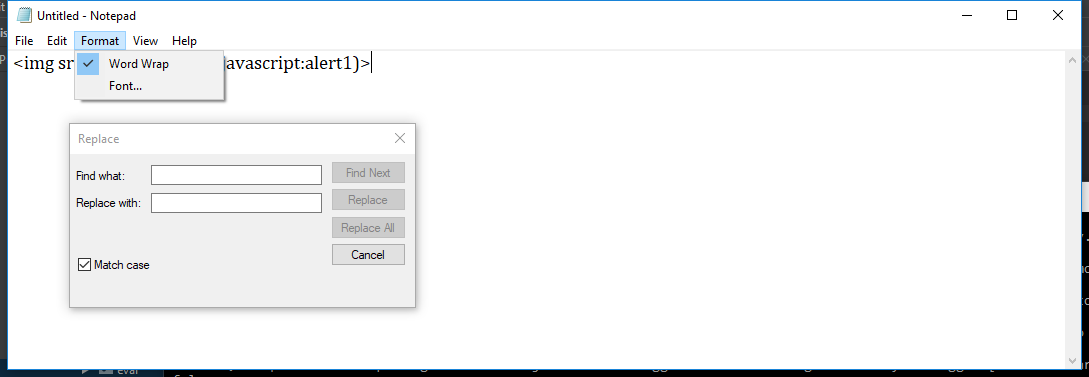 Untitled - Notepad
File Edit Format View Help
<img sr
avascript:alert1)>
Word Wrap
Font...
Replace
Find what:
Find Next
Replace with:
Replace
Replace All
Cancel
Match case
eval